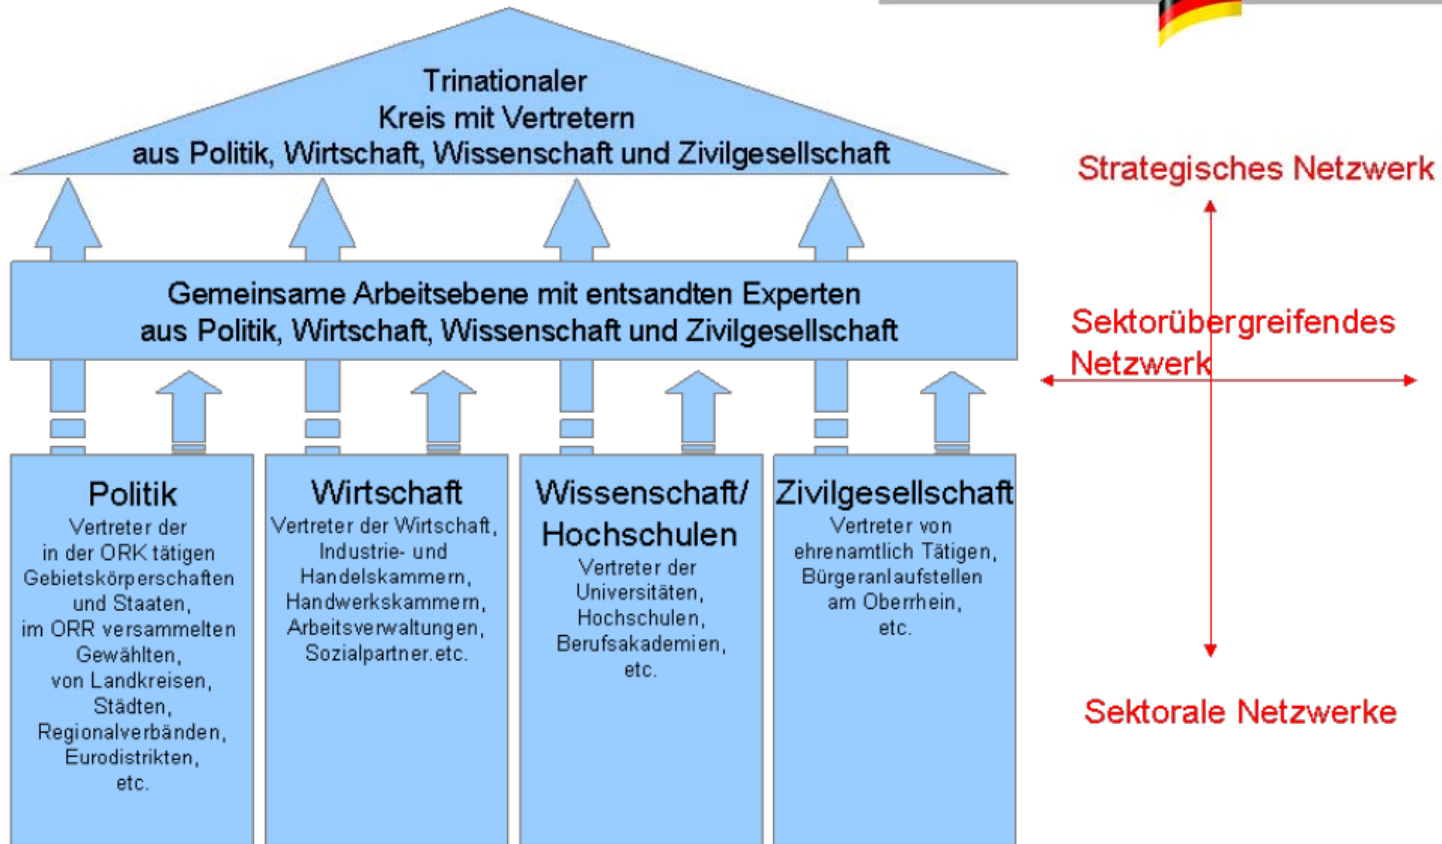 Trinationaler
Kreis mit Vertretern
aus Politik, Wirtschaft, Wissenschaft und Zivilgesellschaft
Strategisches Netzwerk
Gemeinsame Arbeitsebene mit entsandten Experten
aus Politik, Wirtschaft, Wissenschaft und Zivilgesellschaft
Sektorübergreifendes
Netzwerk
Politik
Vertreter der
in der ORK tätigen
Gebietskörperschaften
und Staaten,
im ORR versammelten
Gewählten,
von Landkreisen,
Städten,
Regionalverbänden,
Eurodistrikten,
etc.
Wirtschaft
Vertreter der Wirtschaft,
Industrie- und
Handelskammern,
Handwerkskammern,
Arbeitsverwaltungen,
Sozialpartner.etc.
Wissenschaft/
Hochschulen
Vertreter der
Universitäten,
Hochschulen,
Berufsakademien,
etc.
Zivilgesellschaft
Vertreter von
ehrenamtlich Tätigen,
Bürgeranlaufstellen
am Oberrhein,
etc.
Sektorale Netzwerke